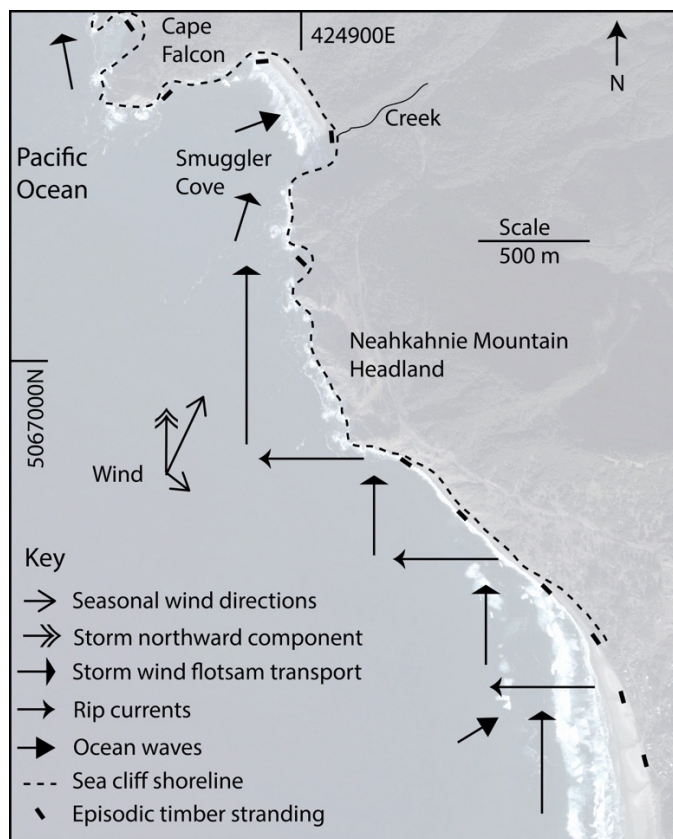 Cape
Falcon
424900E
N
Creek
Pacific
Ocean
Smuggler
Cove
Scale
500 m
Neahkahnie Mountain
Headland
5067000N
Wind
Key
Seasonal wind directions
Storm northward component
Storm wind flotsam transport
Rip currents
Ocean waves
Sea cliff shoreline
Episodic timber stranding